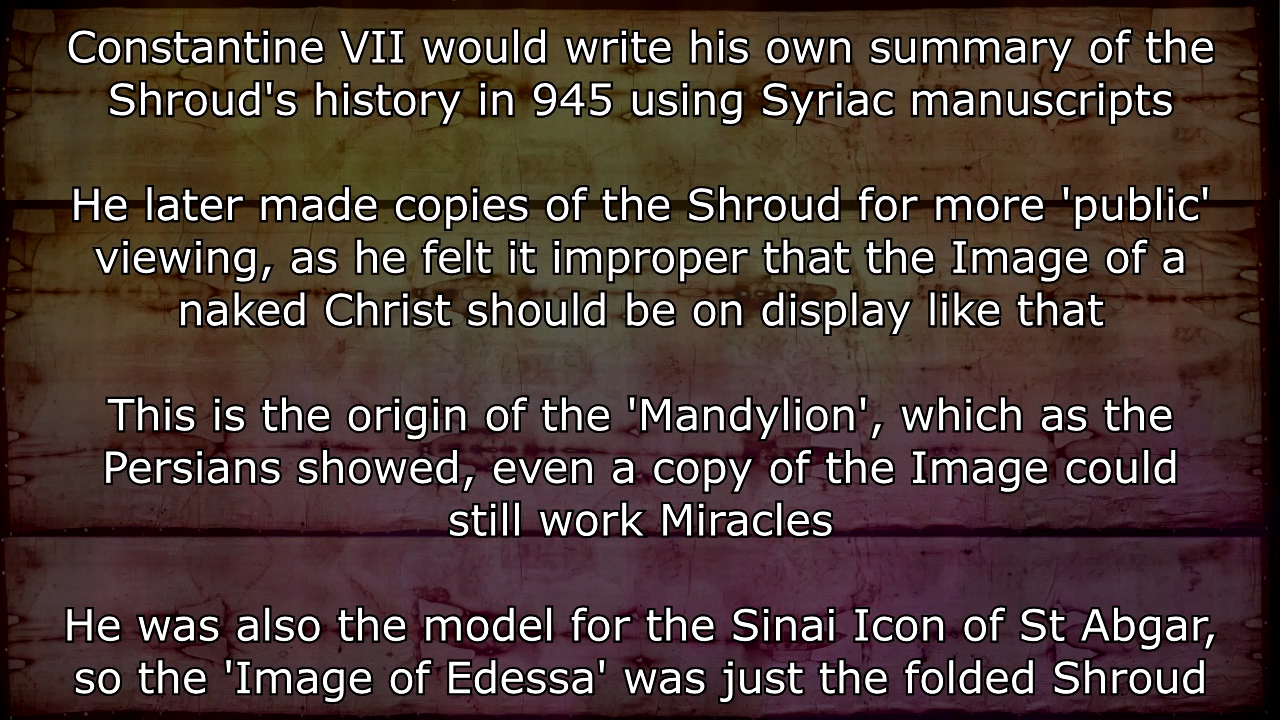 Constantine VII would write his own summary of the
Shroud's history in 945 using Syriac manuscripts
He later made copies of the Shroud for more 'public'
viewing, as he felt it improper that the Image of a
naked Christ should be on display like that
This is the origin of the 'Mandylion', which as the
Persians showed, even a copy of the Image could
still work Miracles
He was also the model for the Sinai Icon of St Abgar,
so the 'Image of Edessa' was just the folded Shroud